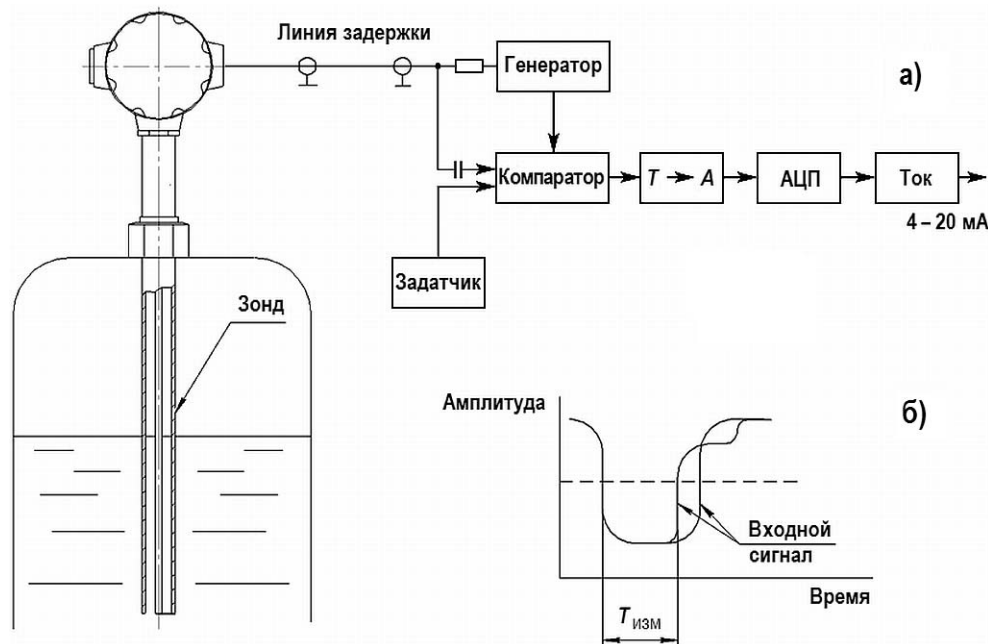 Линия задержки
Генератор
а)
Компаратор
T → A
АЦП
Ток
4 – 20 мА
Задатчик
Зонд
Амплитуда
б)
Входной
сигнал
Время
Tизм